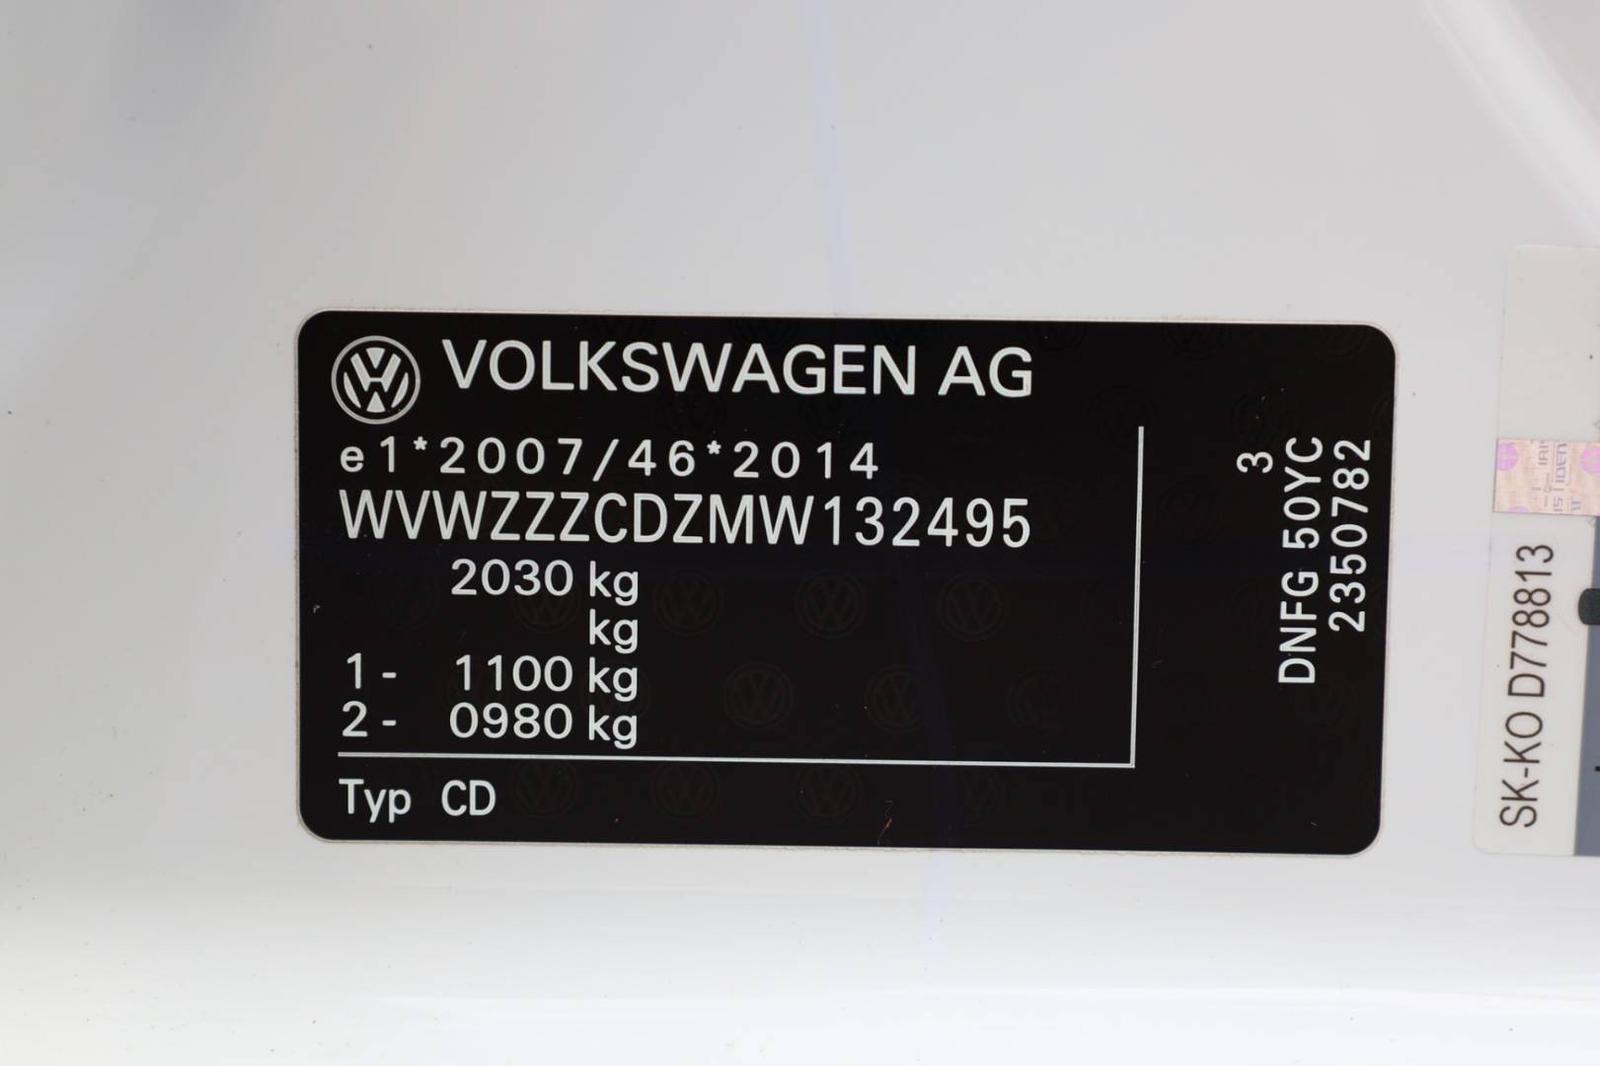 VOLKSWAGEN AG
e1*2007/46*2014
WVWZZZCDZMW132495
2030 kg
kg
1- 1100 kg
2- 0980 kg
Typ CD
3
DNFG 50YC
2350782
SK-KO D778813